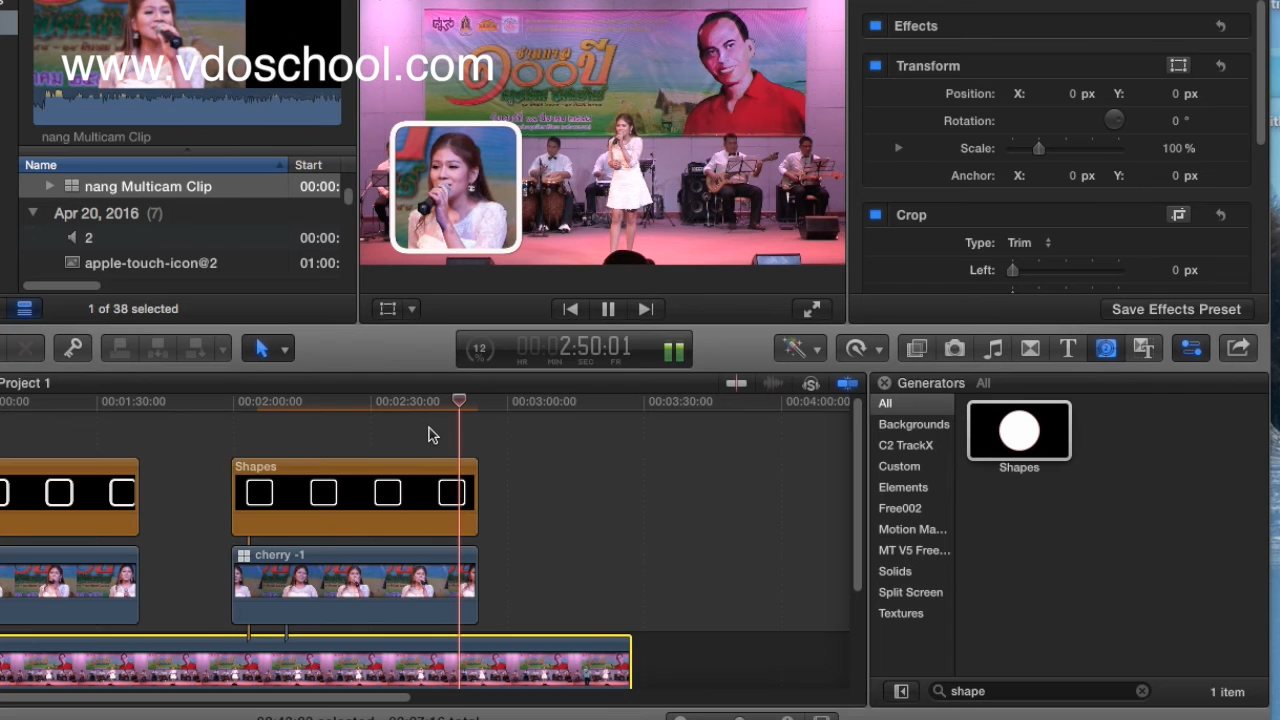 www.vdoschool.com
nang Multicam Clip
Name
Start
nang Multicam Clip
00:00:
Apr 20, 2016 (7)
2
00:00:
apple-touch-icon@2
01:00:
1 of 38 selected
๑๐๐ปี
Effects
Transform
Position: X: 0 px Y: 0 px
Rotation: 0 °
Scale: 100 %
Anchor: X: 0 px Y: 0 px
Crop
Type: Trim
Left: 0 px
Save Effects Preset
12
%
00:02:50:01
HR MIN SEC FR
Project 1
00:00 00:01:30:00 00:02:00:00 00:02:30:00 00:03:00:00 00:03:30:00 00:04:00:00
Shapes
cherry -1
Generators All
All
Backgrounds
C2 TrackX
Custom
Elements
Free002
Motion Ma...
MT V5 Free...
Solids
Split Screen
Textures
Shapes
shape
1 item